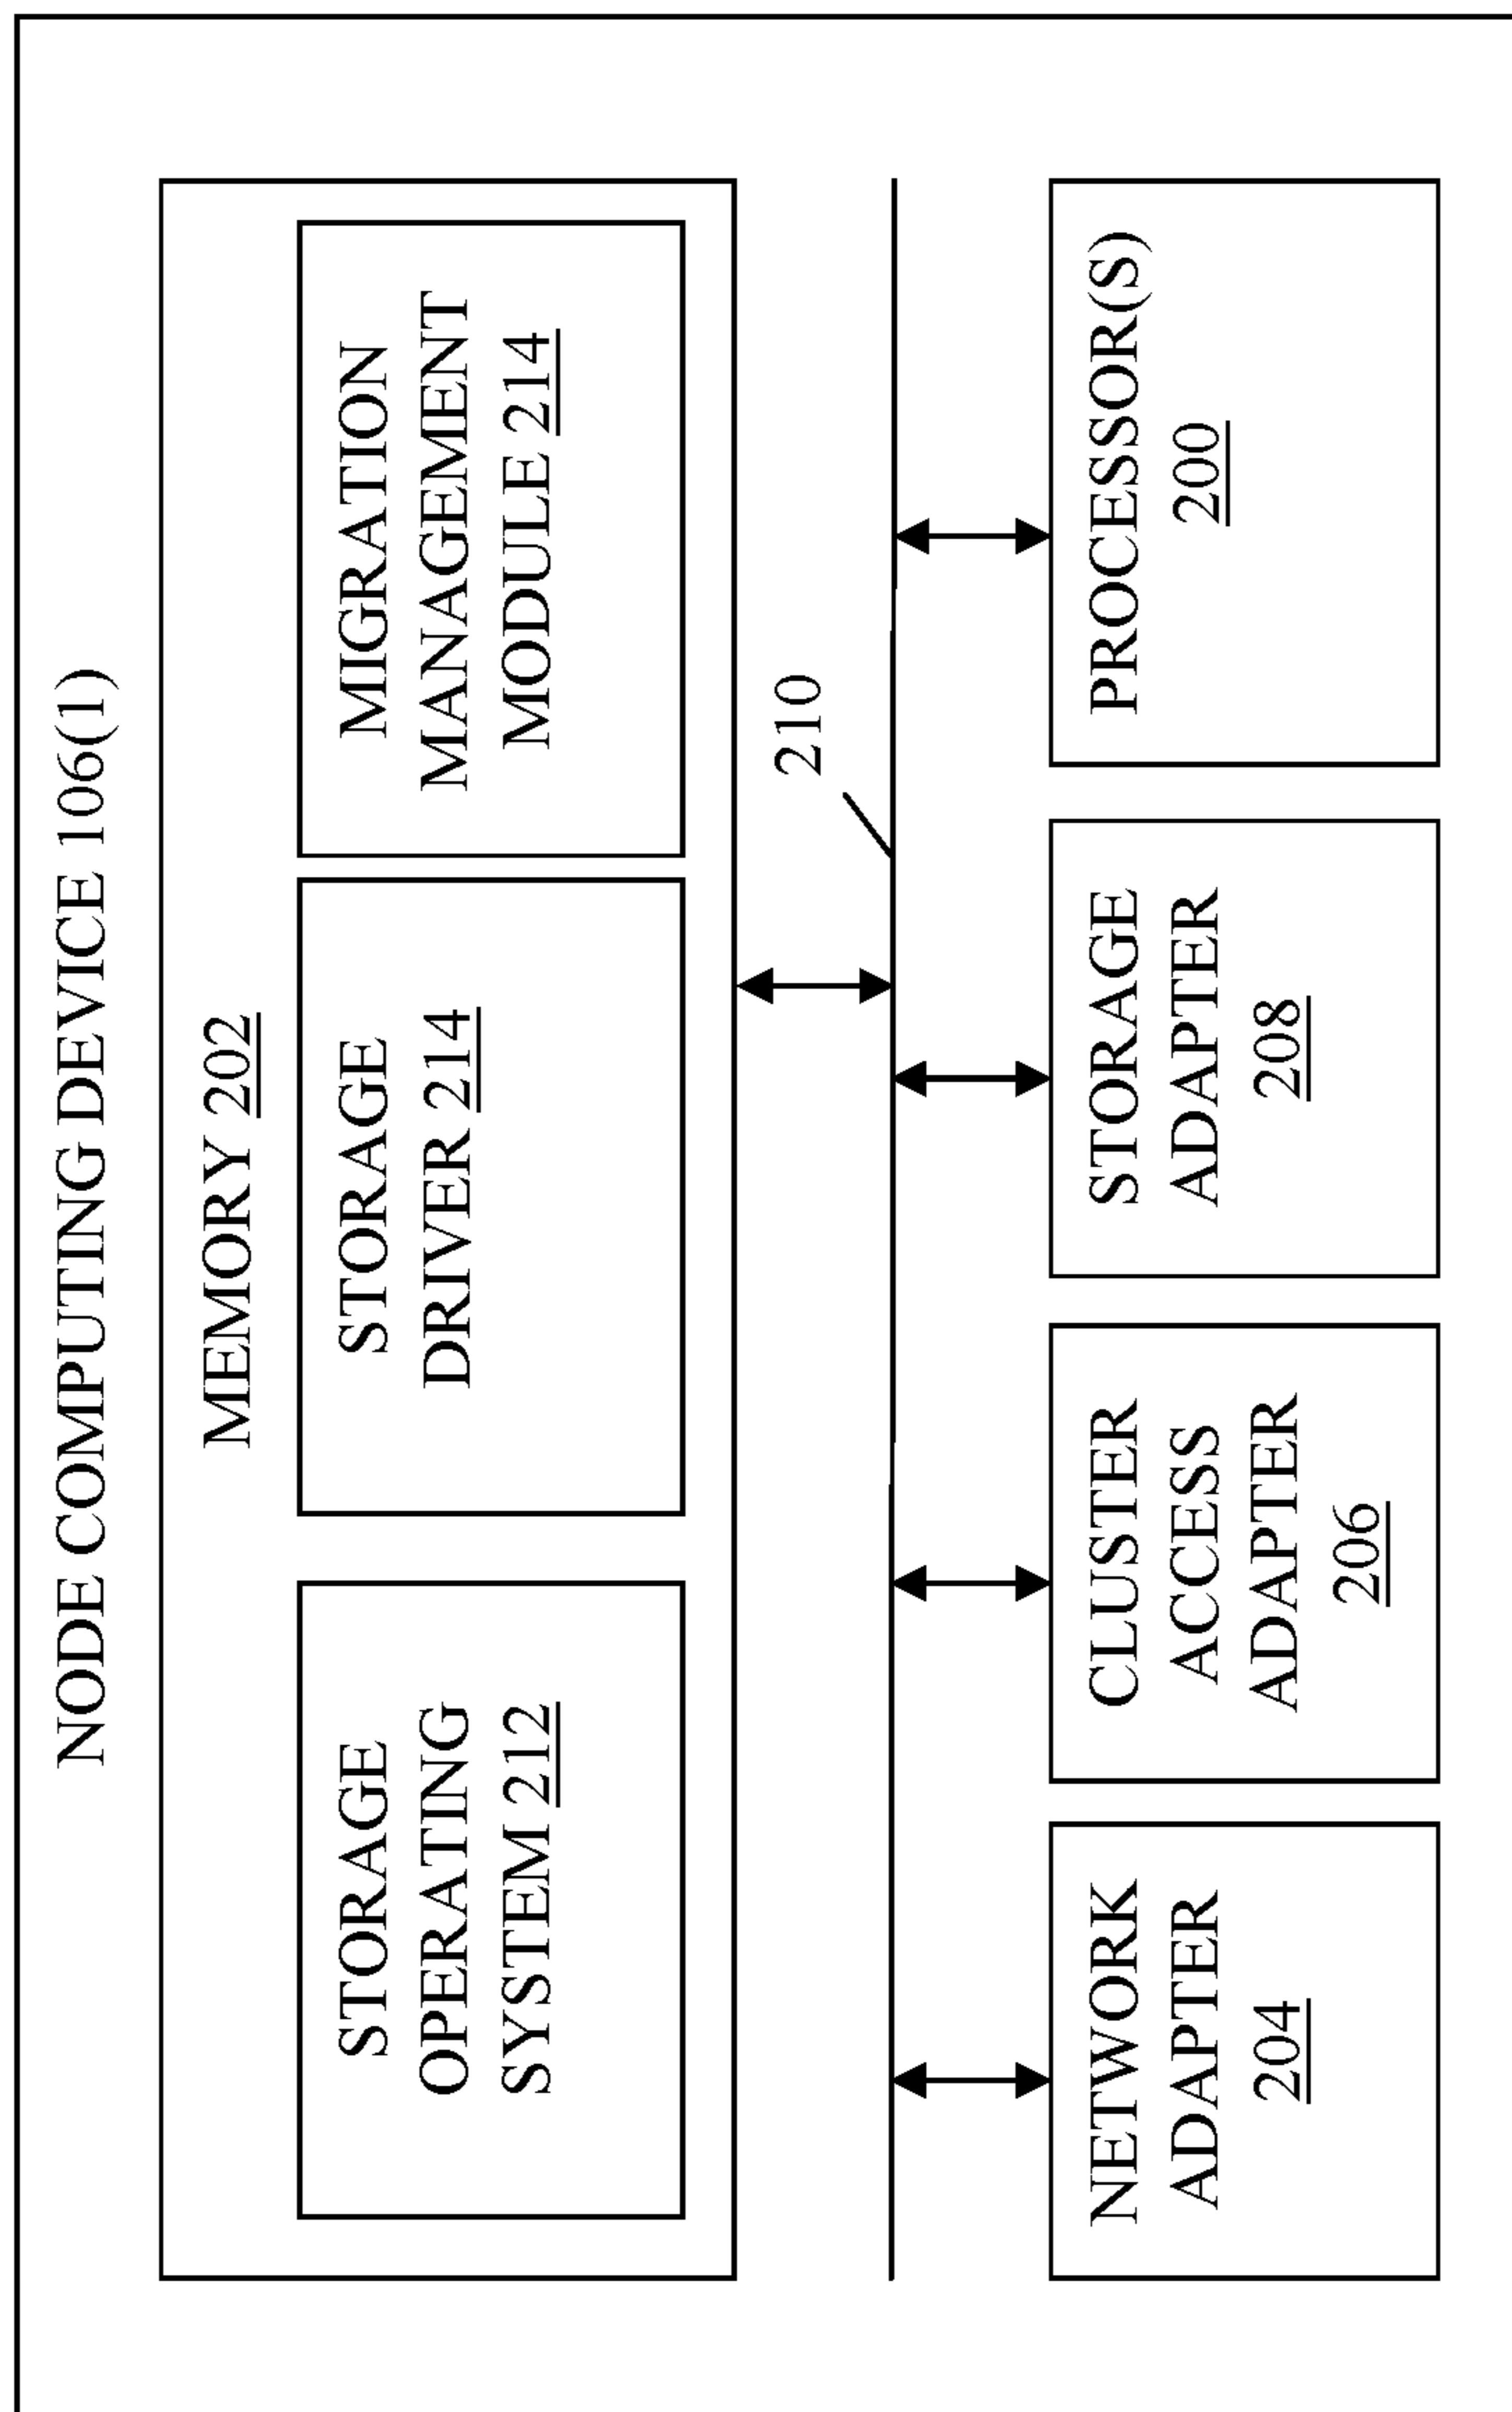 NODE COMPUTING DEVICE 106(1)
MEMORY 202
STORAGE
OPERATING
SYSTEM 212
STORAGE
DRIVER 214
MIGRATION
MANAGEMENT
MODULE 214
210
NETWORK
ADAPTER
204
CLUSTER
ACCESS
ADAPTER
206
STORAGE
ADAPTER
208
PROCESSOR(S)
200